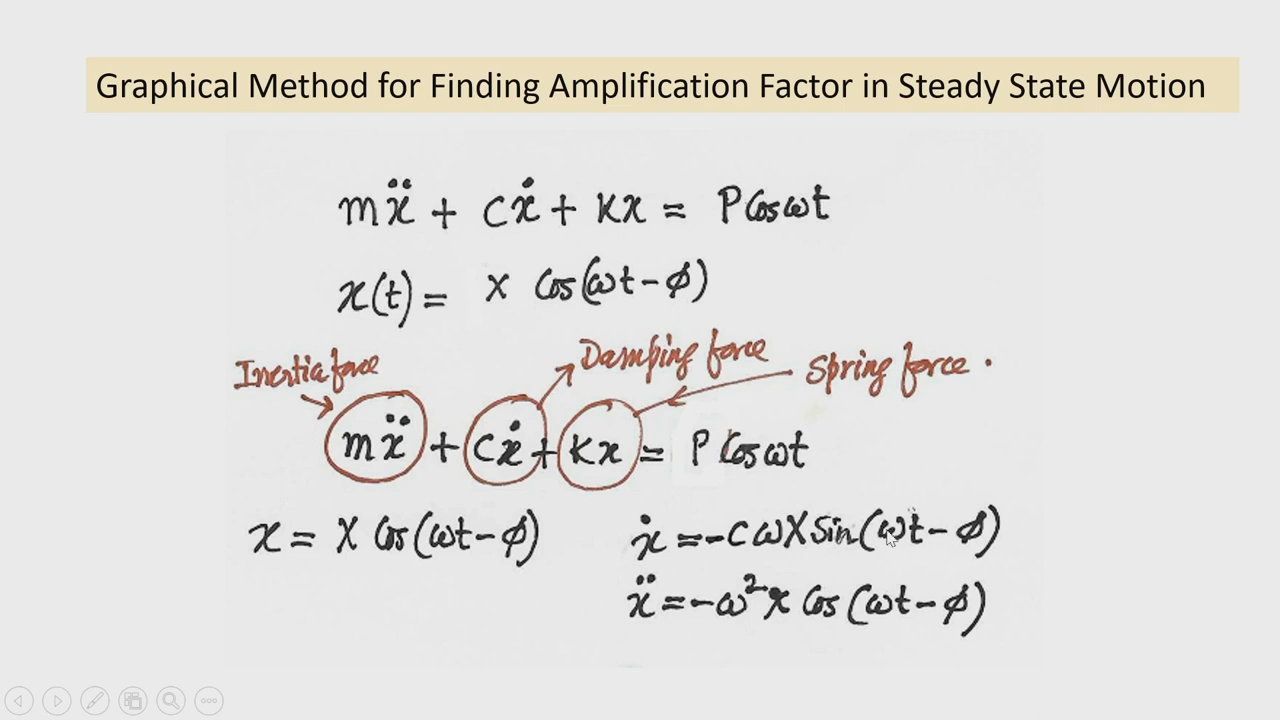 Graphical Method for Finding Amplification Factor in Steady State Motion
mẍ + cẋ + Kx = P Cos ωt
x(t) = X Cos(ωt - φ)
Inertia force Damping force Spring force.
mẍ + cẋ + Kx = P Cos ωt
x = X Cos(ωt - φ) ẋ = -CωX Sin(ωt - φ)
ẍ = -ω²x Cos(ωt - φ)